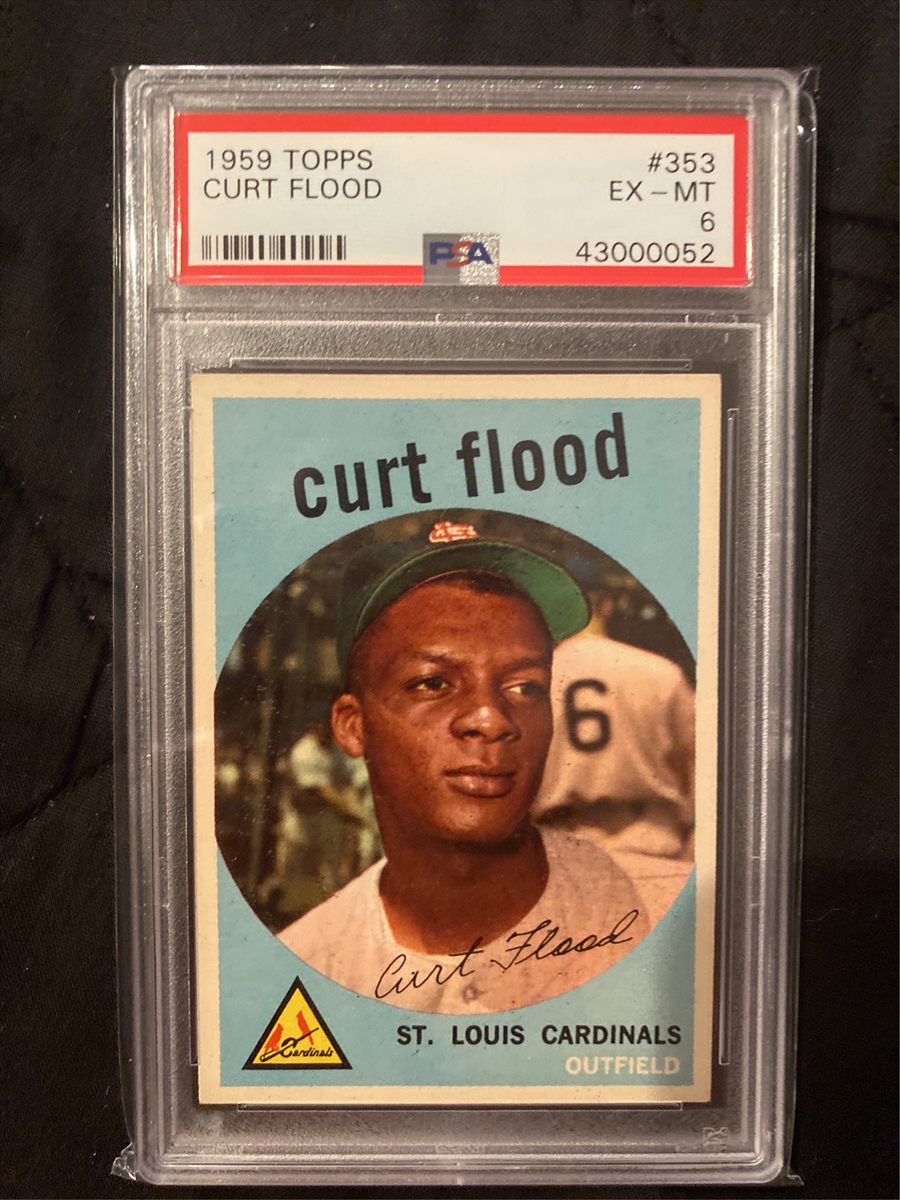 1959 TOPPS #353
CURT FLOOD EX - MT
6
PSA 43000052
curt flood
6
Curt Flood
Cardinals
ST. LOUIS CARDINALS
OUTFIELD